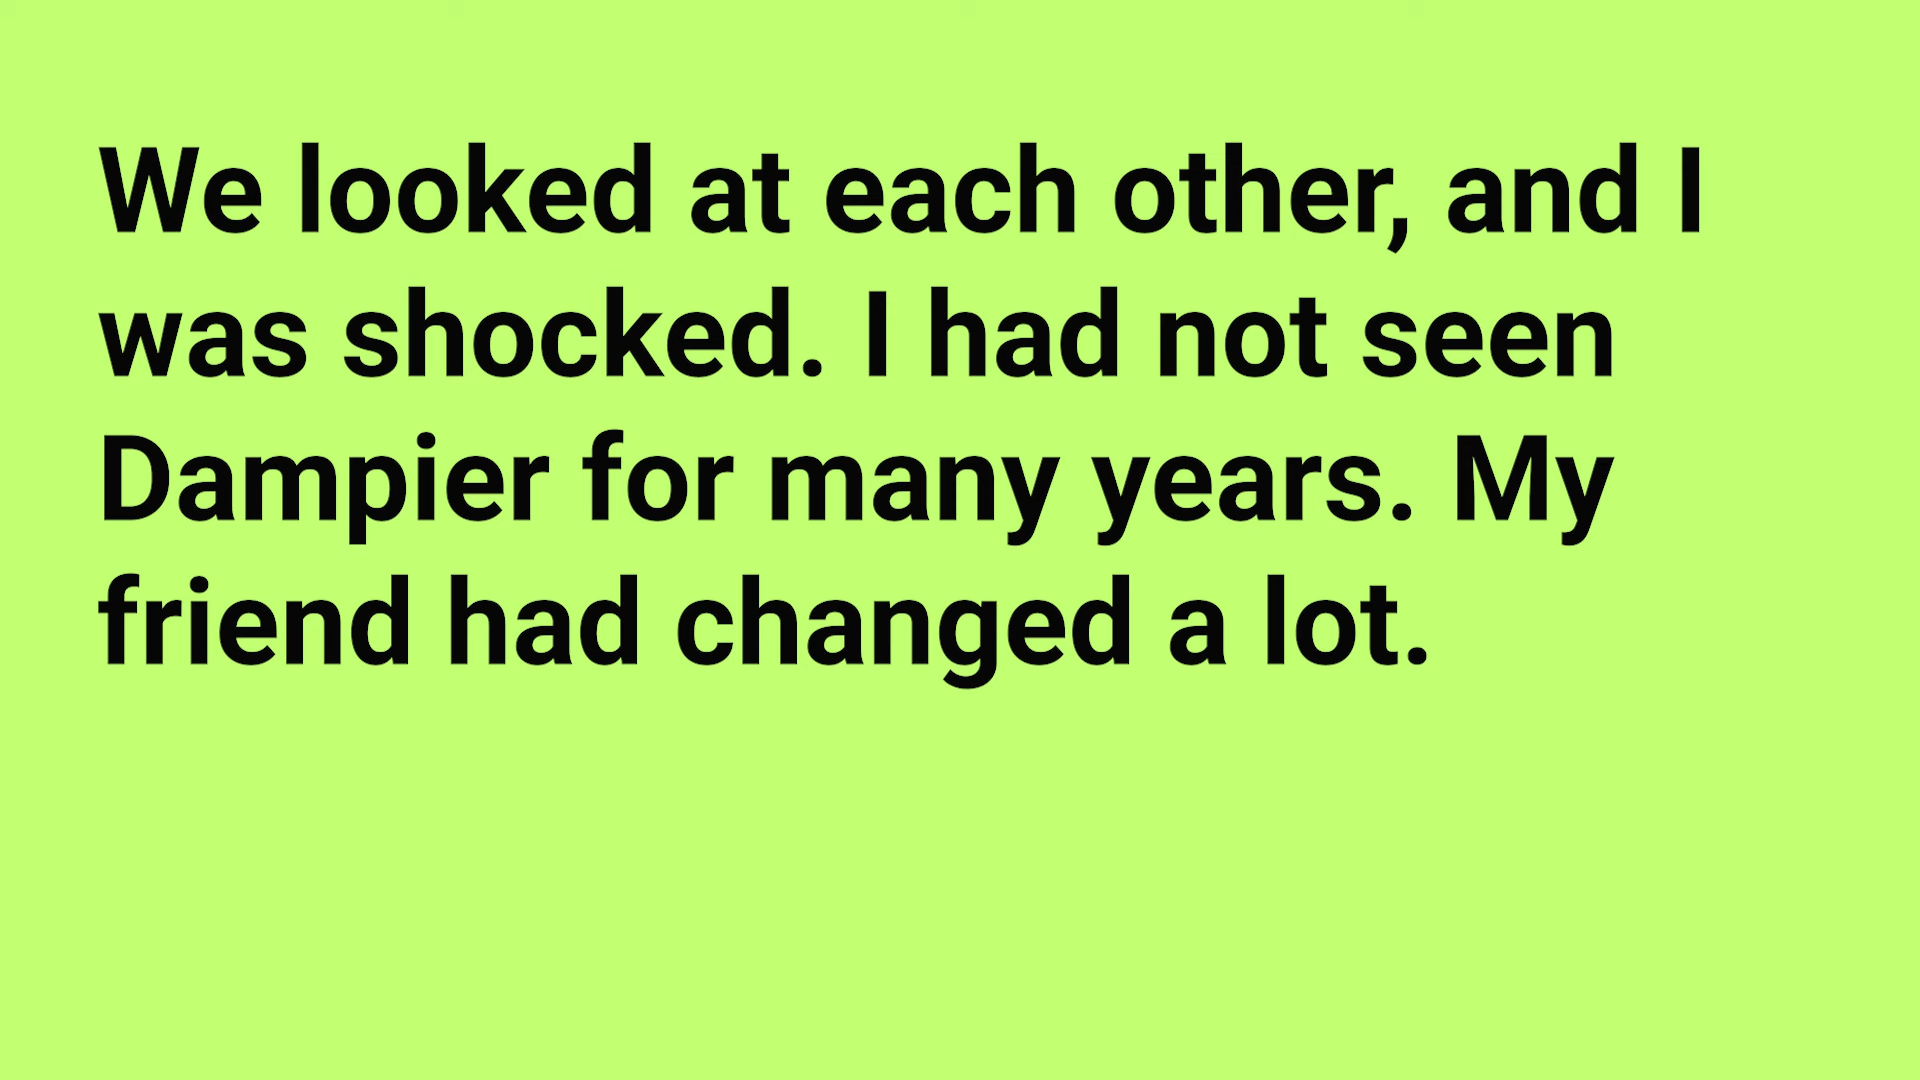 We looked at each other, and I
was shocked. I had not seen
Dampier for many years. My
friend had changed a lot.